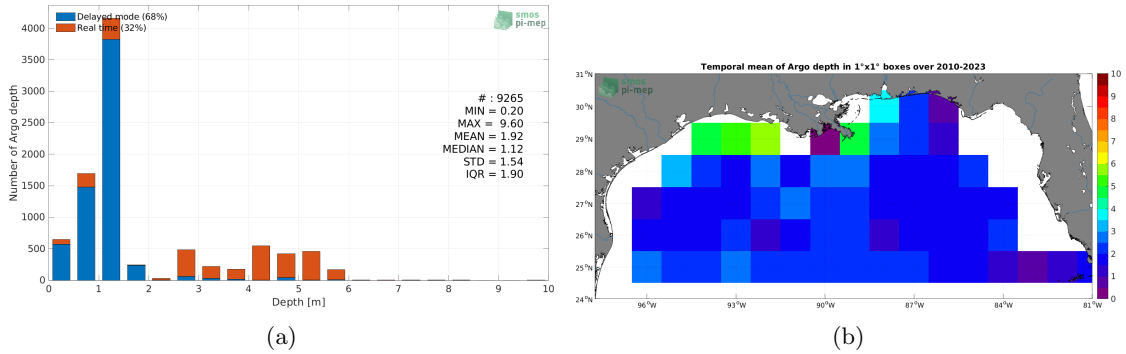 Delayed mode (68%)
Real time (32%)
smos
pi-mep
4000
3500
3000
2500
2000
1500
1000
500
0
Number of Argo depth
# : 9265
MIN = 0.20
MAX = 9.60
MEAN = 1.92
MEDIAN = 1.12
STD = 1.54
IQR = 1.90
0 1 2 3 4 5 6 7 8 9 10
Depth [m]
(a)
Temporal mean of Argo depth in 1°x1° boxes over 2010-2023
smos
pi-mep
31°N
30°N
29°N
28°N
27°N
26°N
25°N
24°N
96°W 93°W 90°W 87°W 84°W 81°W
10
9
8
7
6
5
4
3
2
1
0
(b)